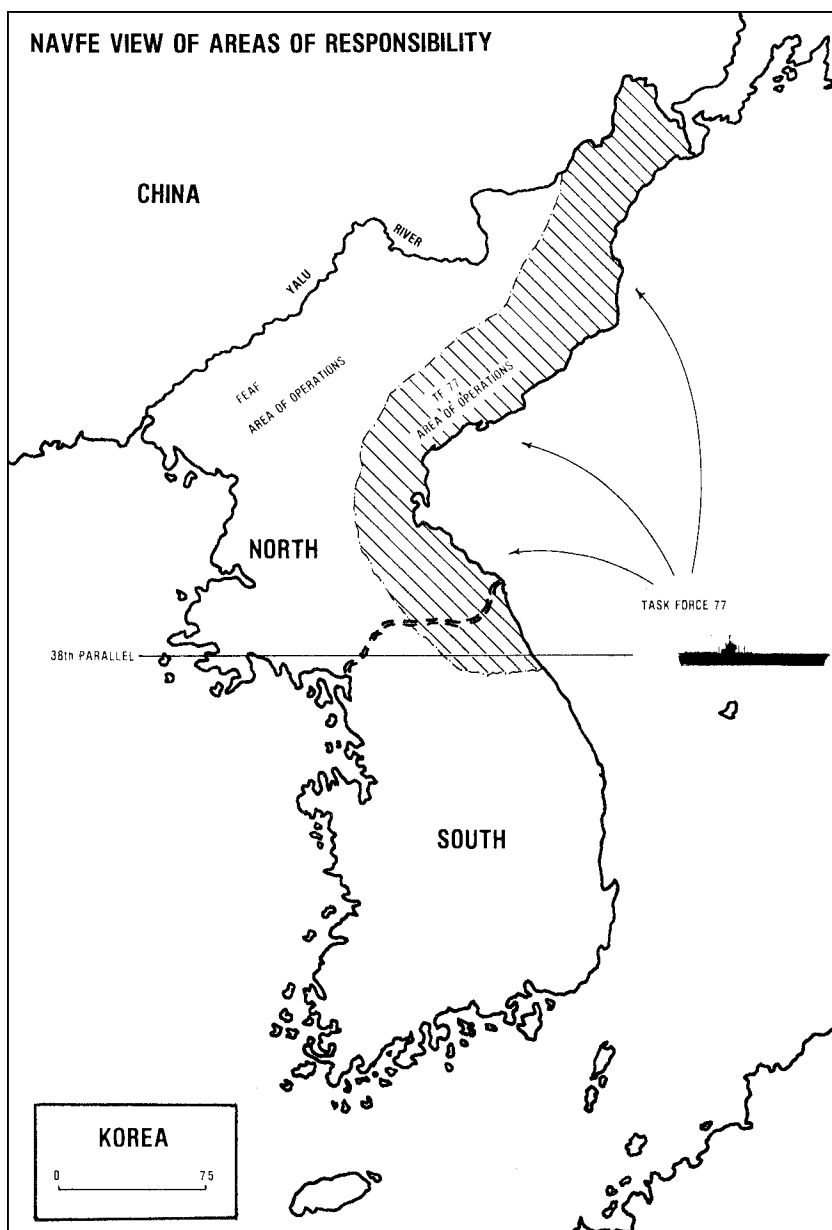 NAVFE VIEW OF AREAS OF RESPONSIBILITY
CHINA
YALU
RIVER
FEAF
AREA OF OPERATIONS
TF 77
AREA OF OPERATIONS
NORTH
TASK FORCE 77
38th PARALLEL
SOUTH
KOREA
0 75